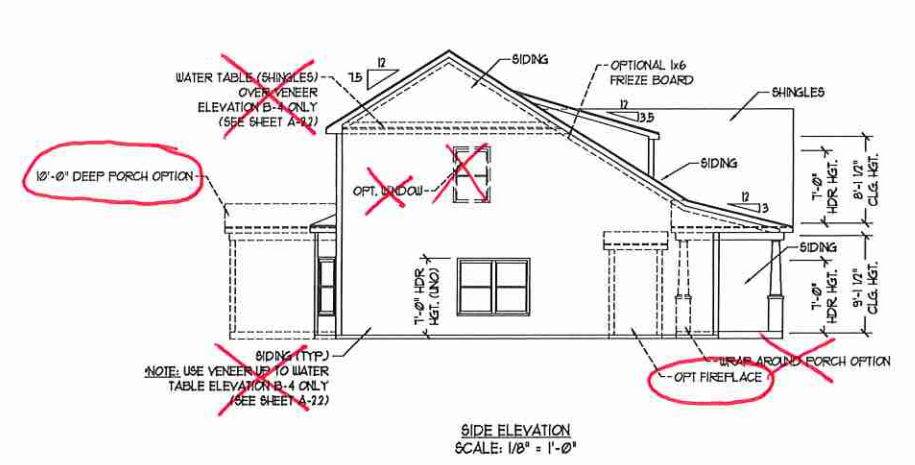 SIDING
12
7.5
OPTIONAL 1x6
FRIEZE BOARD
WATER TABLE (SHINGLES)
OVER VENEER
ELEVATION B-4 ONLY
(SEE SHEET A-22)
SHINGLES
12
3.5
10'-0" DEEP PORCH OPTION
OPT. WINDOW
SIDING
12
3
7'-0"
HDR. HGT.
8'-1 1/2"
CLG. HGT.
SIDING
7'-0" HDR
HGT. (UNO)
7'-0"
HDR. HGT.
9'-1 1/2"
CLG. HGT.
SIDING (TYP.)
*NOTE: USE VENEER UP TO WATER
TABLE ELEVATION B-4 ONLY
(SEE SHEET A-22)
WRAP AROUND PORCH OPTION
OPT FIREPLACE
SIDE ELEVATION
SCALE: 1/8" = 1'-0"